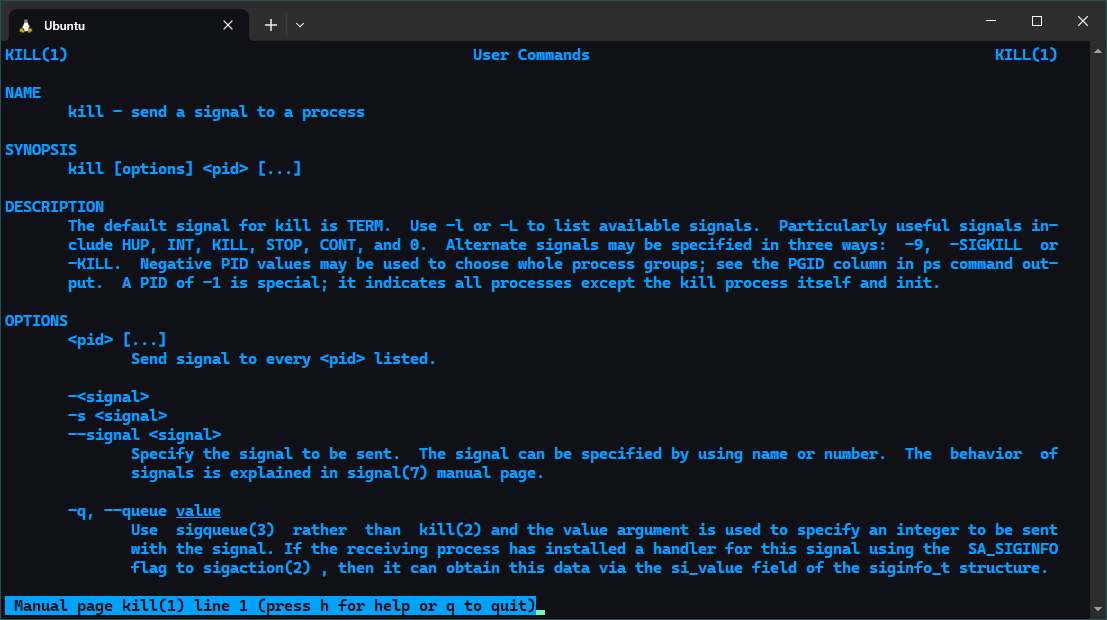 Ubuntu
KILL(1) User Commands KILL(1)
NAME
kill - send a signal to a process
SYNOPSIS
kill [options] <pid> [...]
DESCRIPTION
The default signal for kill is TERM. Use -l or -L to list available signals. Particularly useful signals in-
clude HUP, INT, KILL, STOP, CONT, and 0. Alternate signals may be specified in three ways: -9, -SIGKILL or
-KILL. Negative PID values may be used to choose whole process groups; see the PGID column in ps command out-
put. A PID of -1 is special; it indicates all processes except the kill process itself and init.
OPTIONS
<pid> [...]
Send signal to every <pid> listed.
-<signal>
-s <signal>
--signal <signal>
Specify the signal to be sent. The signal can be specified by using name or number. The behavior of
signals is explained in signal(7) manual page.
-q, --queue value
Use sigqueue(3) rather than kill(2) and the value argument is used to specify an integer to be sent
with the signal. If the receiving process has installed a handler for this signal using the SA_SIGINFO
flag to sigaction(2) , then it can obtain this data via the si_value field of the siginfo_t structure.
Manual page kill(1) line 1 (press h for help or q to quit)